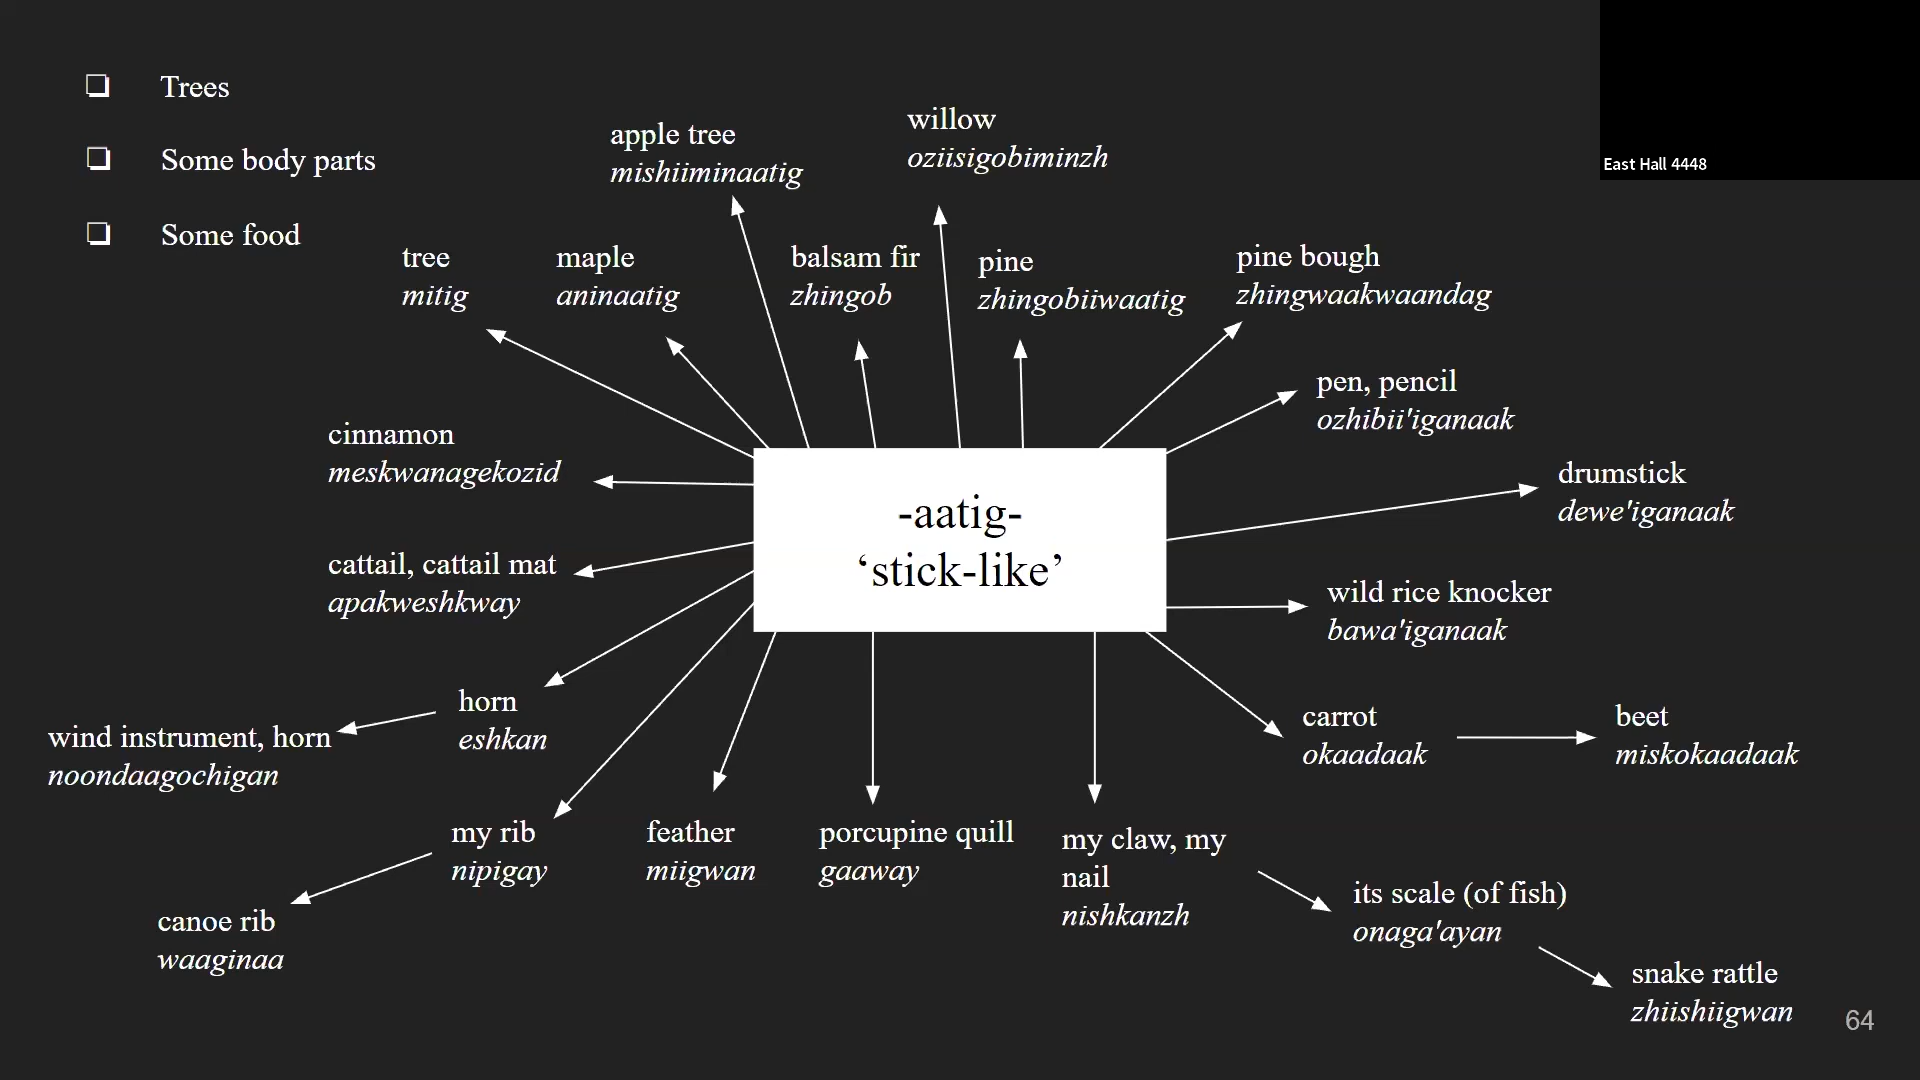 Trees
Some body parts
Some food
East Hall 4448
apple tree
mishiiminaatig
willow
oziisigobiminzh
tree
mitig
maple
aninaatig
balsam fir
zhingob
pine
zhingobiiwaatig
pine bough
zhingwaakwaandag
pen, pencil
ozhibii'iganaak
cinnamon
meskwanagekozid
drumstick
dewe'iganaak
-aatig-
‘stick-like’
cattail, cattail mat
apakweshkway
wild rice knocker
bawa'iganaak
horn
eshkan
wind instrument, horn
noondaagochigan
carrot
okaadaak
beet
miskokaadaak
my rib
nipigay
feather
miigwan
porcupine quill
gaaway
my claw, my
nail
nishkanzh
canoe rib
waaginaa
its scale (of fish)
onaga'ayan
snake rattle
zhiishiigwan
64